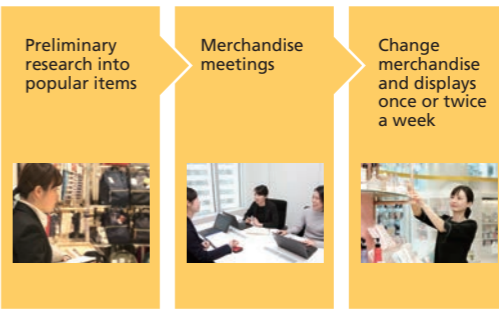 Preliminary
research into
popular items
Merchandise
meetings
Change
merchandise
and displays
once or twice
a week